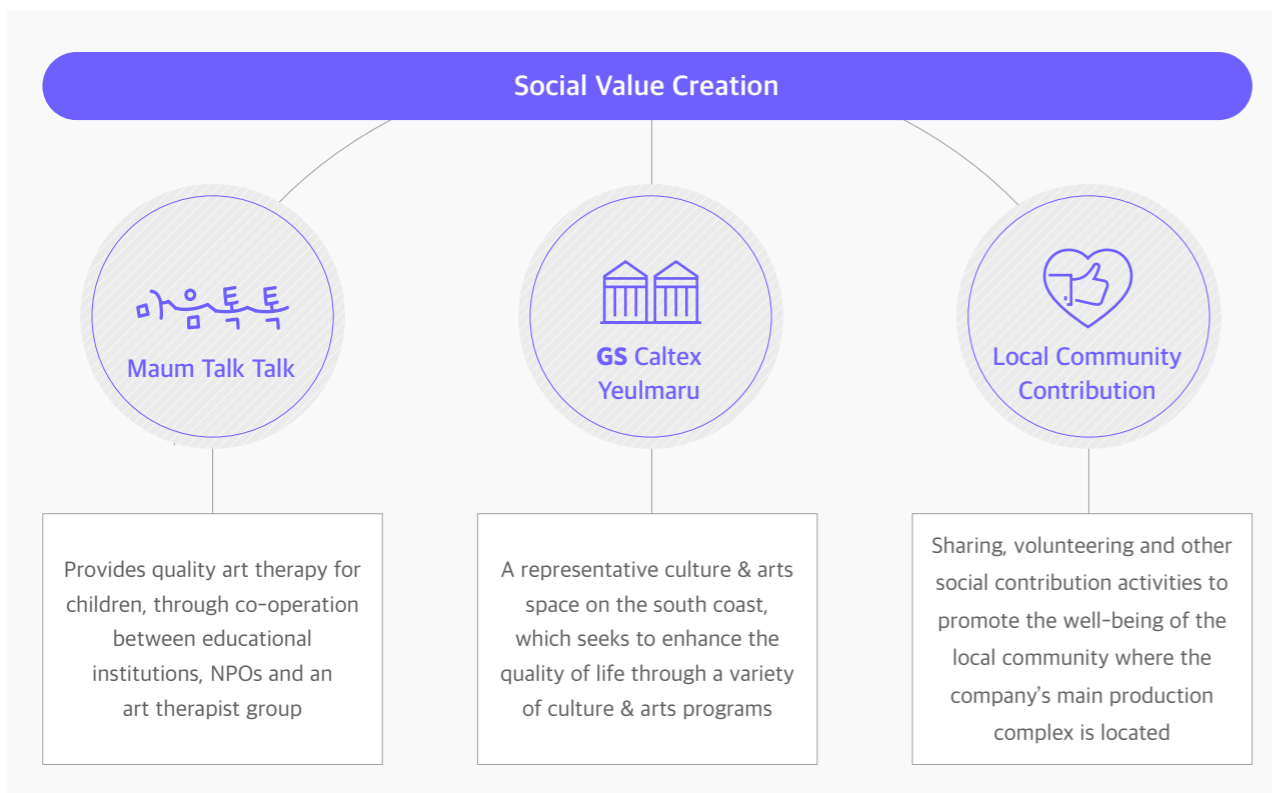 Social Value Creation
마음톡톡
Maum Talk Talk
GS Caltex
Yeulmaru
Local Community
Contribution
Provides quality art therapy for
children, through co-operation
between educational
institutions, NPOs and an
art therapist group
A representative culture & arts
space on the south coast,
which seeks to enhance the
quality of life through a variety
of culture & arts programs
Sharing, volunteering and other
social contribution activities to
promote the well-being of the
local community where the
company's main production
complex is located